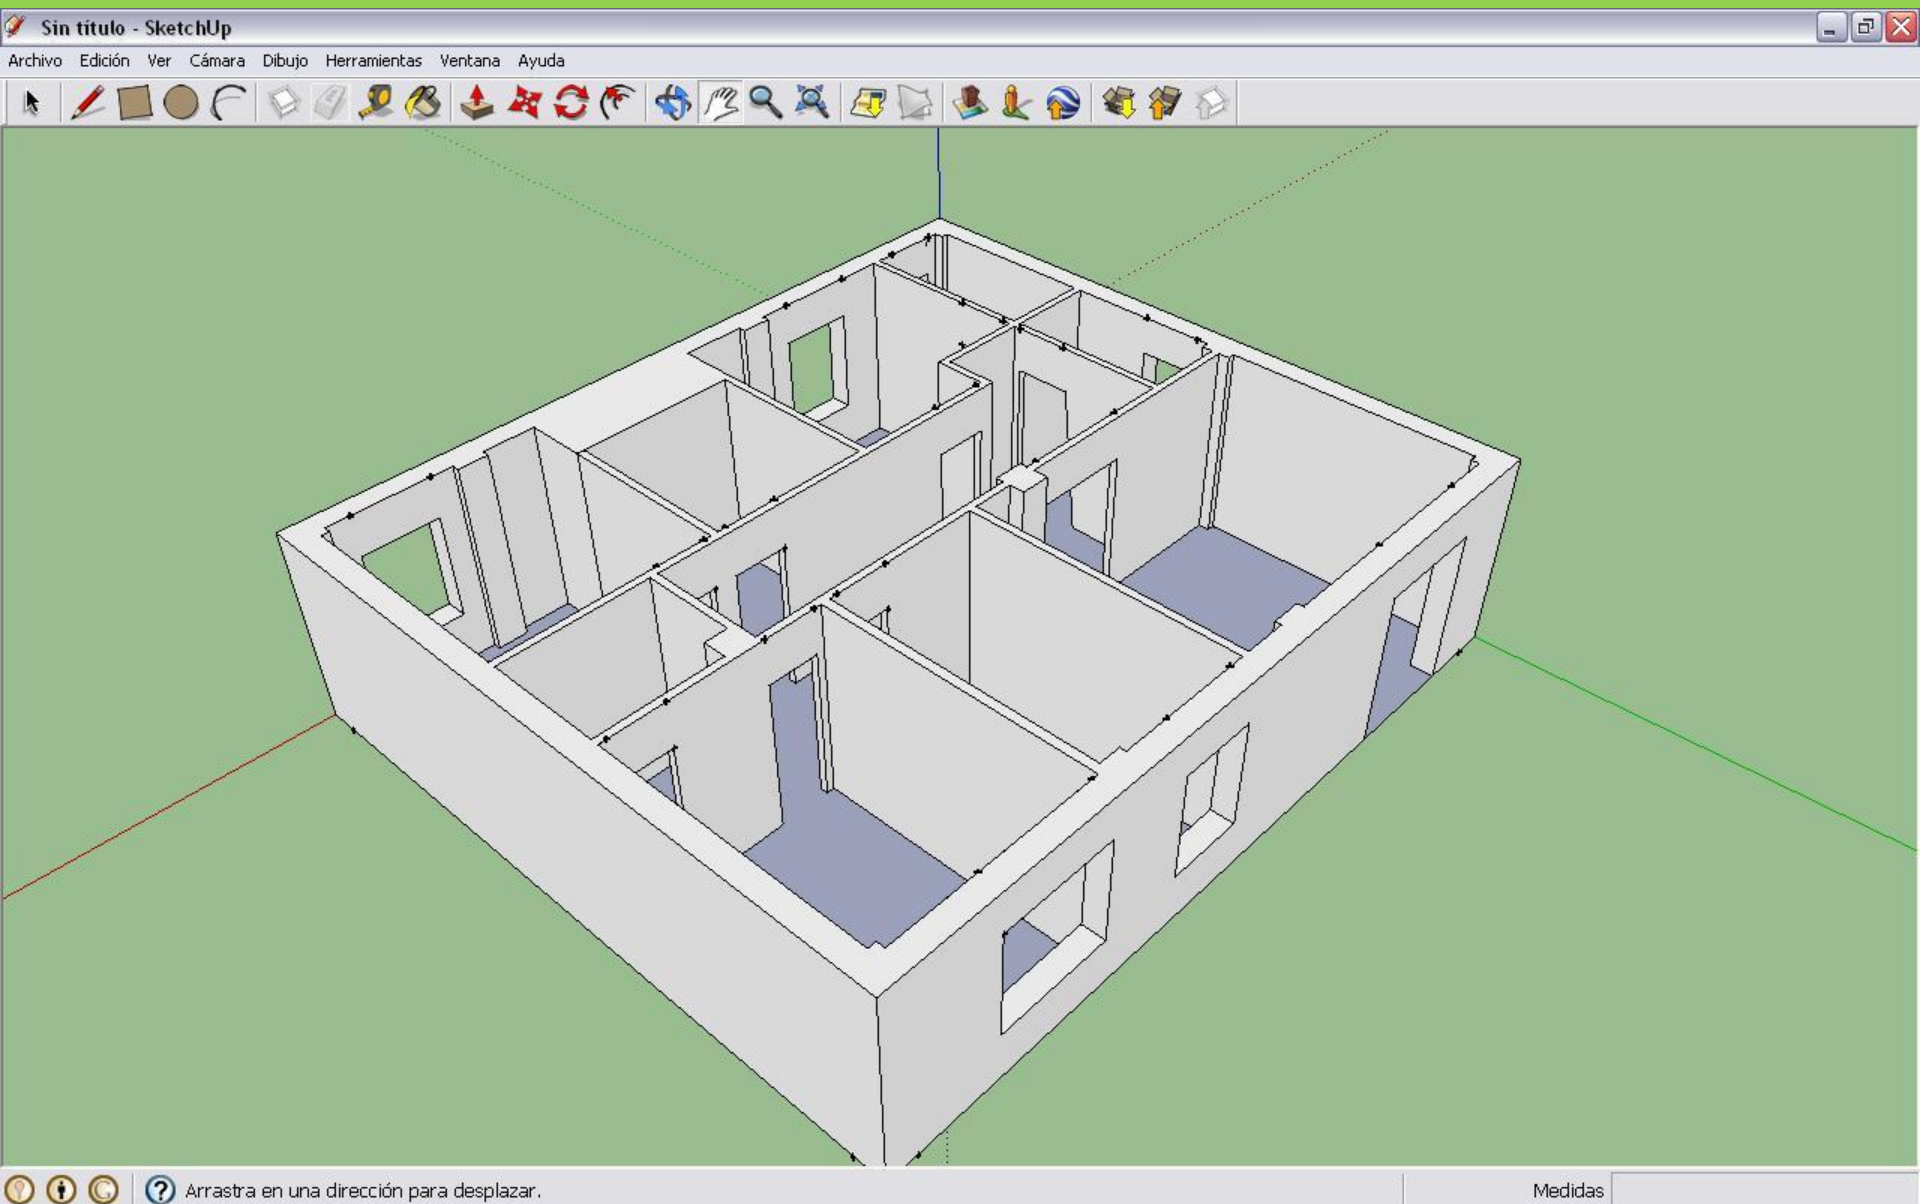 Sin título - SketchUp
Archivo Edición Ver Cámara Dibujo Herramientas Ventana Ayuda
Arrastra en una dirección para desplazar. Medidas